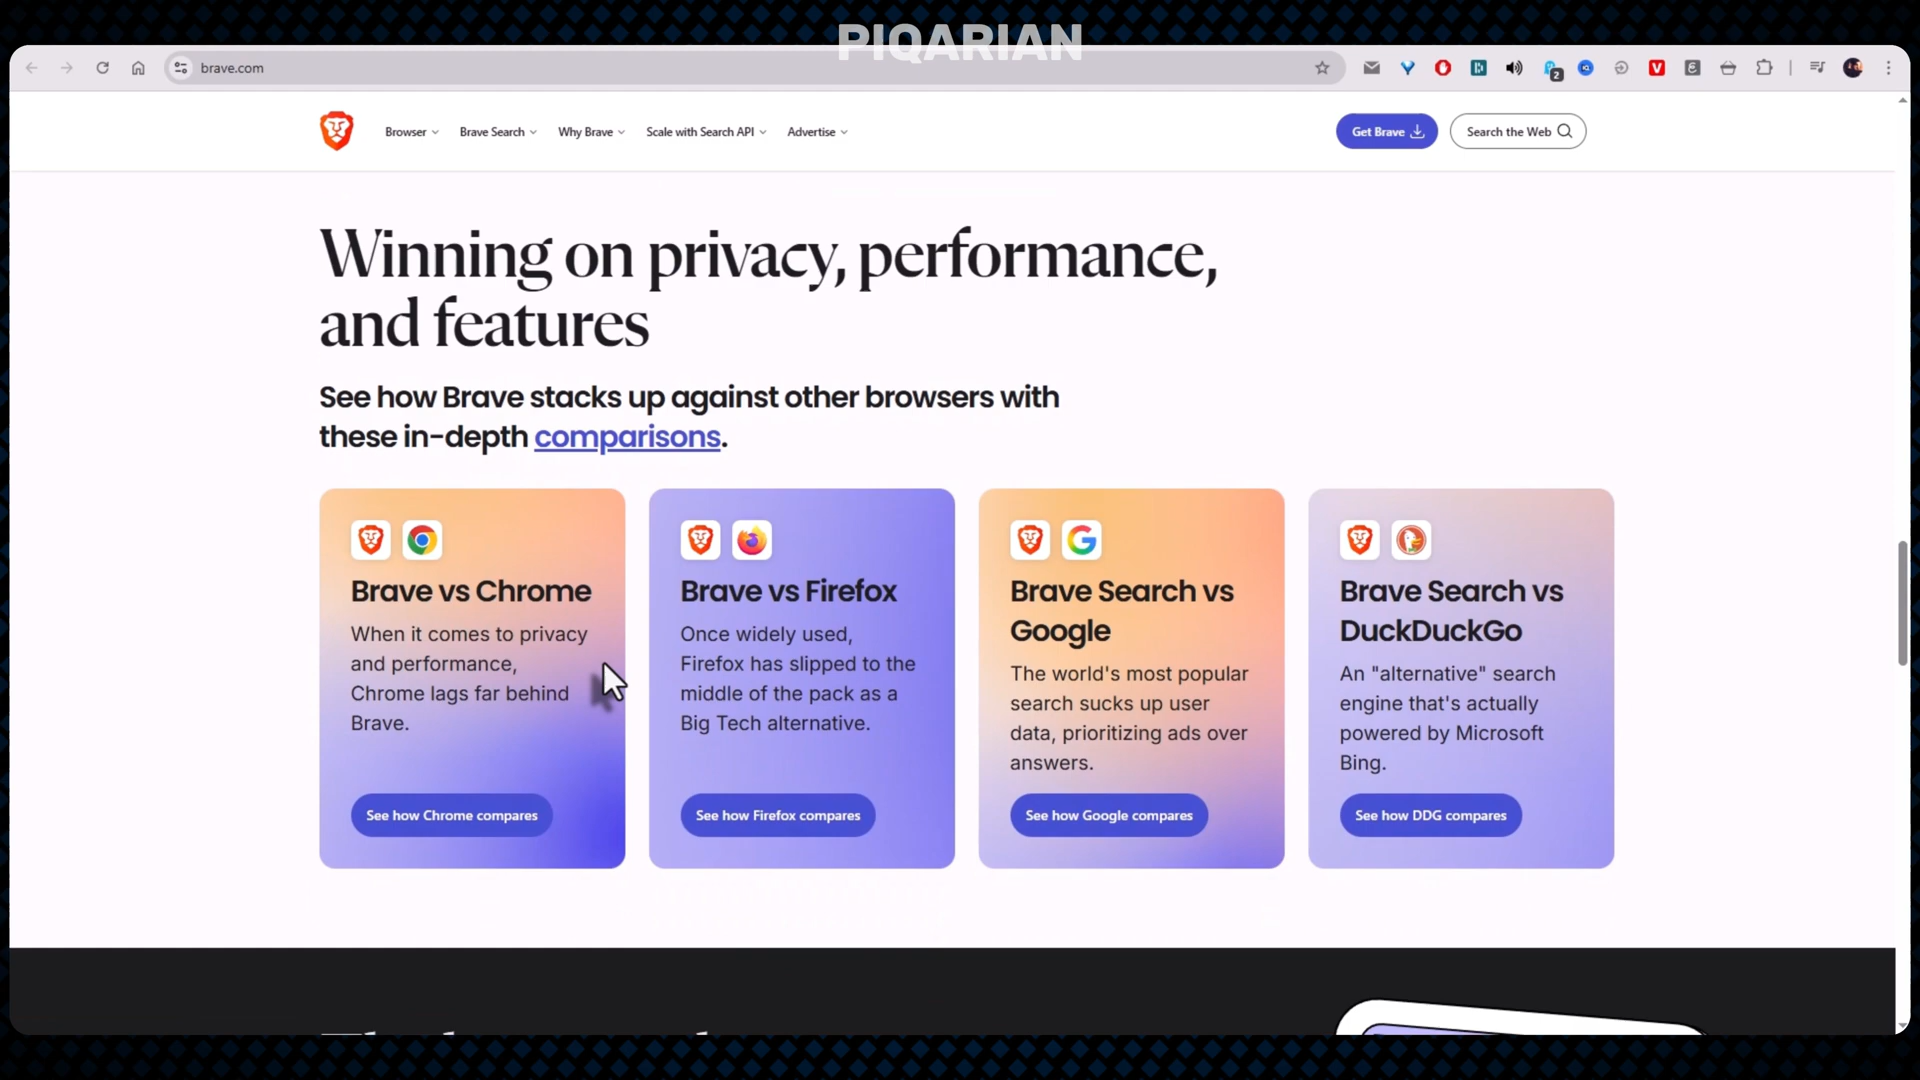 PIQARIAN
brave.com
2
Browser
Brave Search
Why Brave
Scale with Search API
Advertise
Get Brave
Search the Web
Winning on privacy, performance,
and features
See how Brave stacks up against other browsers with
these in-depth comparisons.
Brave vs Chrome
When it comes to privacy
and performance,
Chrome lags far behind
Brave.
See how Chrome compares
Brave vs Firefox
Once widely used,
Firefox has slipped to the
middle of the pack as a
Big Tech alternative.
See how Firefox compares
Brave Search vs
Google
The world's most popular
search sucks up user
data, prioritizing ads over
answers.
See how Google compares
Brave Search vs
DuckDuckGo
An "alternative" search
engine that's actually
powered by Microsoft
Bing.
See how DDG compares